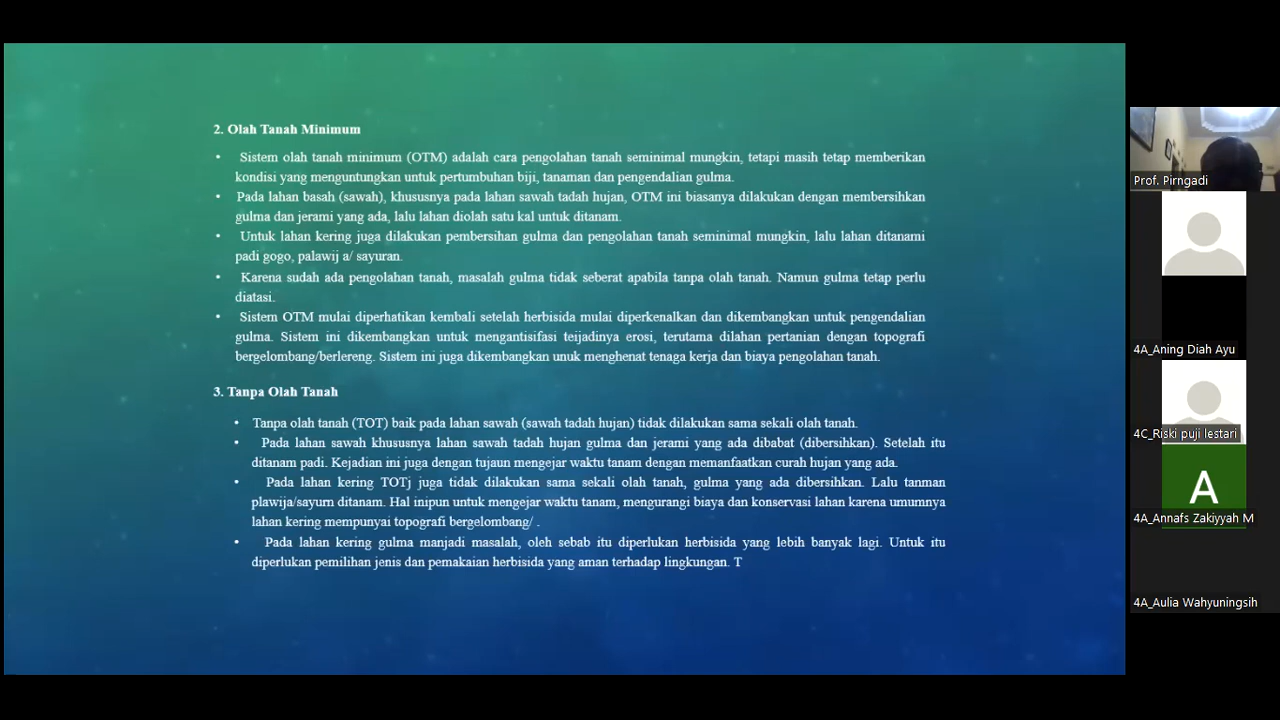 2. Olah Tanah Minimum
• Sistem olah tanah minimum (OTM) adalah cara pengolahan tanah seminimal mungkin, tetapi masih tetap memberikan
kondisi yang menguntungkan untuk pertumbuhan biji, tanaman dan pengendalian gulma.
• Pada lahan basah (sawah), khususnya pada lahan sawah tadah hujan, OTM ini biasanya dilakukan dengan membersihkan
gulma dan jerami yang ada, lalu lahan diolah satu kal untuk ditanam.
• Untuk lahan kering juga dilakukan pembersihan gulma dan pengolahan tanah seminimal mungkin, lalu lahan ditanami
padi gogo, palawij a/ sayuran.
• Karena sudah ada pengolahan tanah, masalah gulma tidak seberat apabila tanpa olah tanah. Namun gulma tetap perlu
diatasi.
• Sistem OTM mulai diperhatikan kembali setelah herbisida mulai diperkenalkan dan dikembangkan untuk pengendalian
gulma. Sistem ini dikembangkan untuk mengantisifasi teijadinya erosi, terutama dilahan pertanian dengan topografi
bergelombang/berlereng. Sistem ini juga dikembangkan unuk menghenat tenaga kerja dan biaya pengolahan tanah.
3. Tanpa Olah Tanah
• Tanpa olah tanah (TOT) baik pada lahan sawah (sawah tadah hujan) tidak dilakukan sama sekali olah tanah.
• Pada lahan sawah khususnya lahan sawah tadah hujan gulma dan jerami yang ada dibabat (dibersihkan). Setelah itu
ditanam padi. Kejadian ini juga dengan tujaun mengejar waktu tanam dengan memanfaatkan curah hujan yang ada.
• Pada lahan kering TOTj juga tidak dilakukan sama sekali olah tanah, gulma yang ada dibersihkan. Lalu tanman
plawija/sayurn ditanam. Hal inipun untuk mengejar waktu tanam, mengurangi biaya dan konservasi lahan karena umumnya
lahan kering mempunyai topografi bergelombang/ .
• Pada lahan kering gulma manjadi masalah, oleh sebab itu diperlukan herbisida yang lebih banyak lagi. Untuk itu
diperlukan pemilihan jenis dan pemakaian herbisida yang aman terhadap lingkungan. T
Prof. Pirngadi
4A_Aning Diah Ayu
4C_Riski puji lestari
A
4A_Annafs Zakiyyah M
4A_Aulia Wahyuningsih